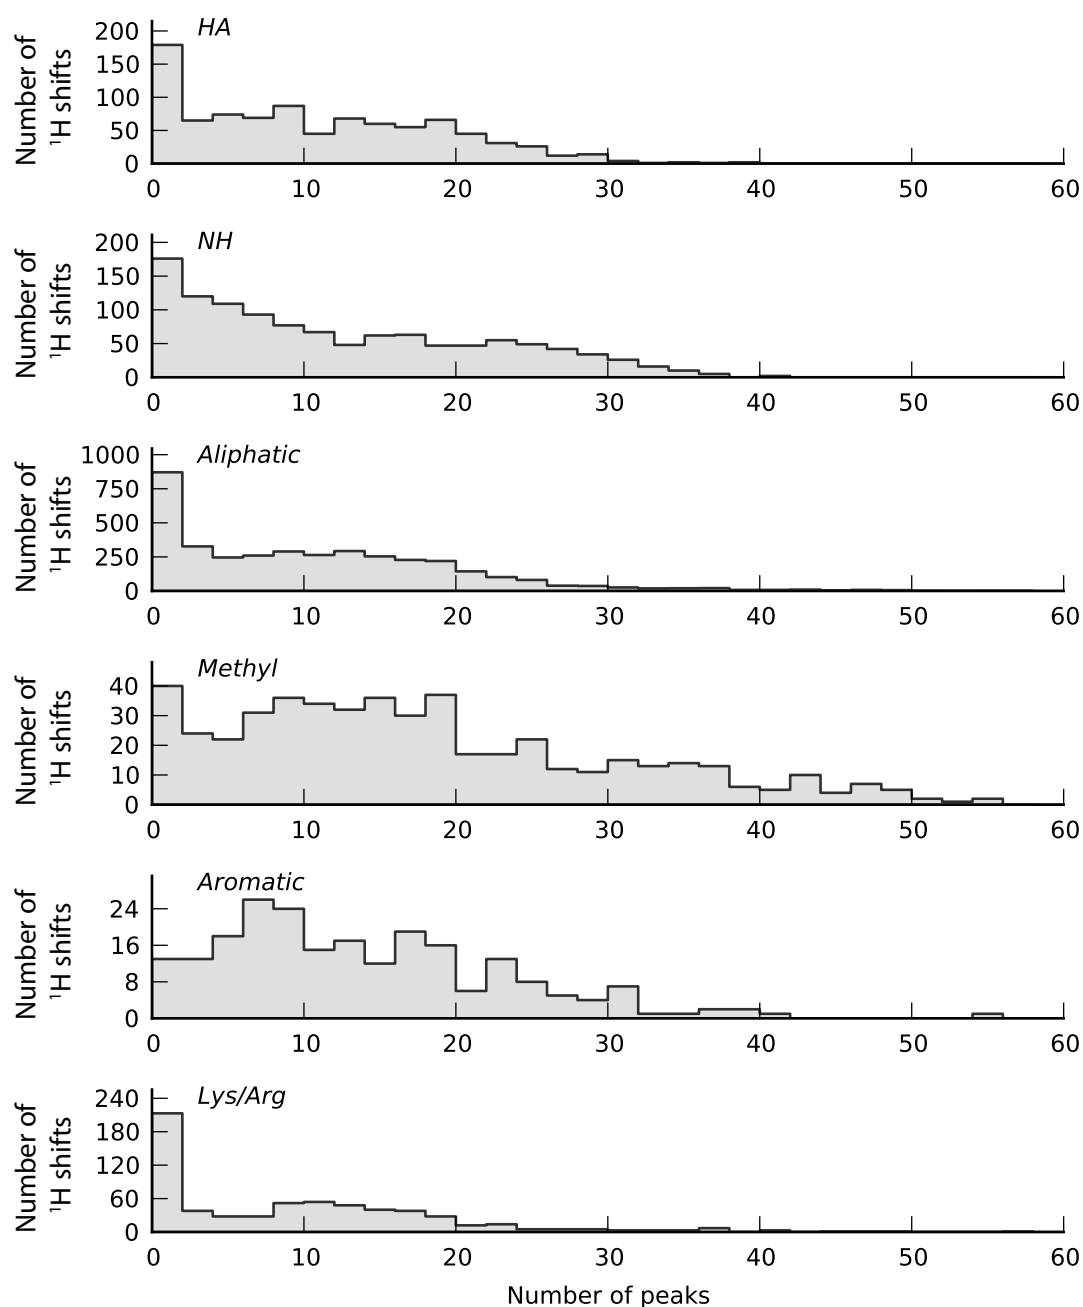 HA
Number of
¹H shifts
200
150
100
50
0
0 10 20 30 40 50 60
NH
Number of
¹H shifts
200
150
100
50
0
0 10 20 30 40 50 60
Aliphatic
Number of
¹H shifts
1000
750
500
250
0
0 10 20 30 40 50 60
Methyl
Number of
¹H shifts
40
30
20
10
0
0 10 20 30 40 50 60
Aromatic
Number of
¹H shifts
24
16
8
0
0 10 20 30 40 50 60
Lys/Arg
Number of
¹H shifts
240
180
120
60
0
0 10 20 30 40 50 60
Number of peaks